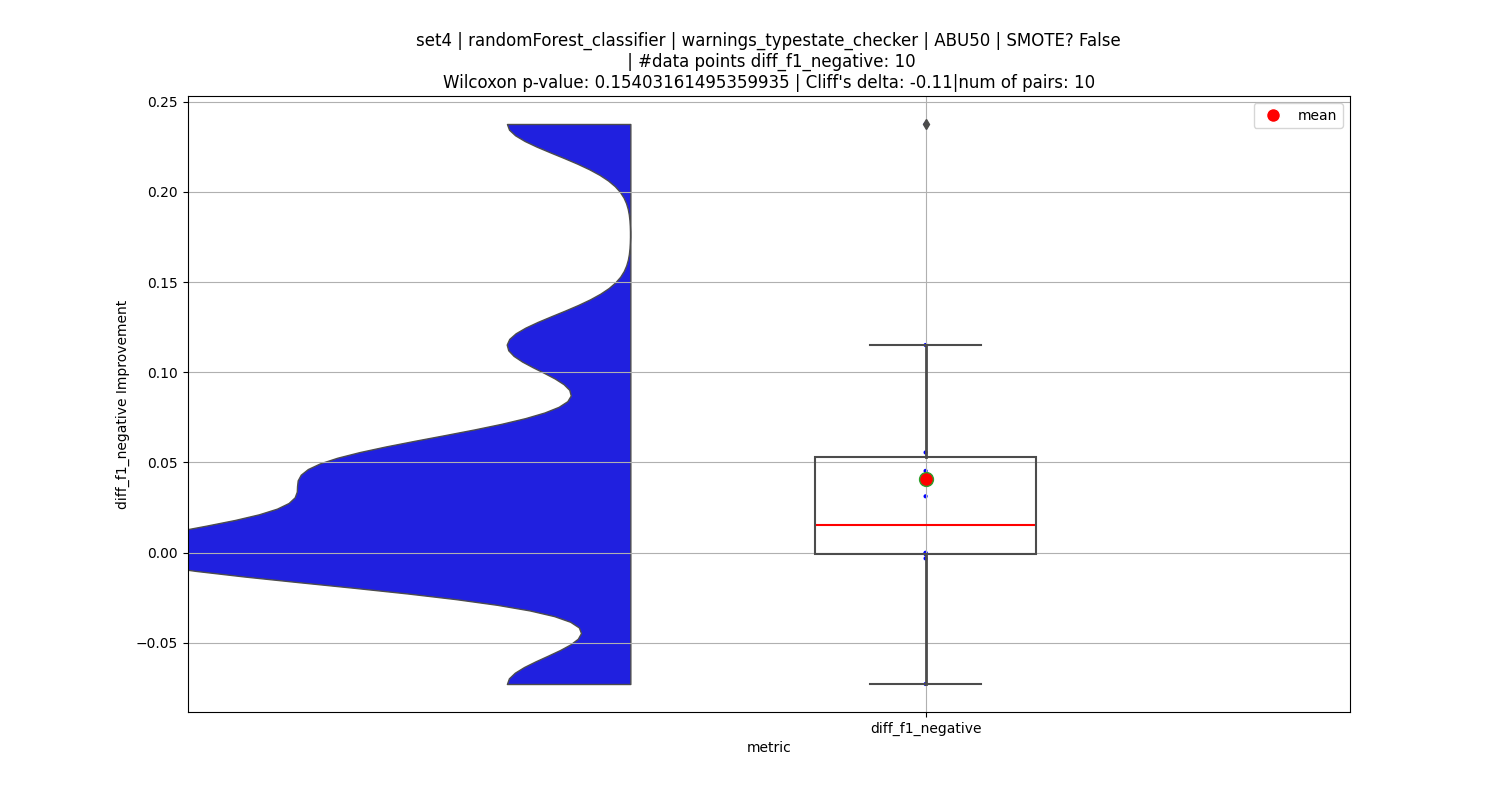 set4 | randomForest_classifier | warnings_typestate_checker | ABU50 | SMOTE? False
| #data points diff_f1_negative: 10
Wilcoxon p-value: 0.15403161495359935 | Cliff's delta: -0.11|num of pairs: 10
mean
0.25
0.20
0.15
0.10
0.05
0.00
−0.05
diff_f1_negative Improvement
diff_f1_negative
metric